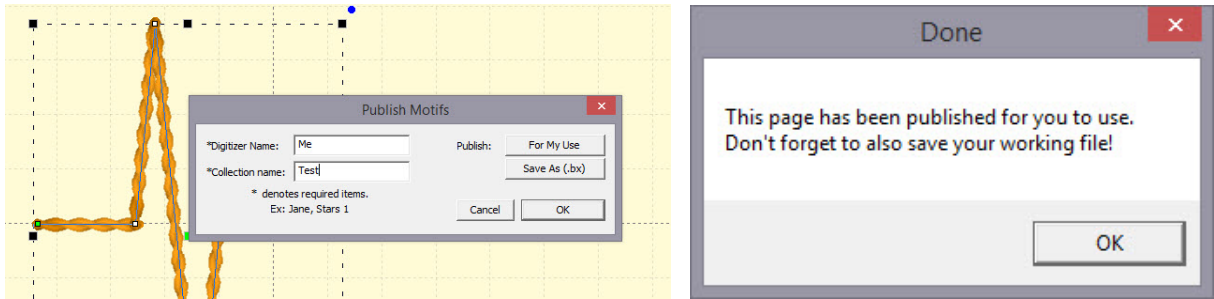 Publish Motifs
*Digitizer Name: Me
Publish: For My Use
*Collection name: Test
Save As (.bx)
* denotes required items.
Ex: Jane, Stars 1
Cancel OK
Done
This page has been published for you to use.
Don't forget to also save your working file!
OK